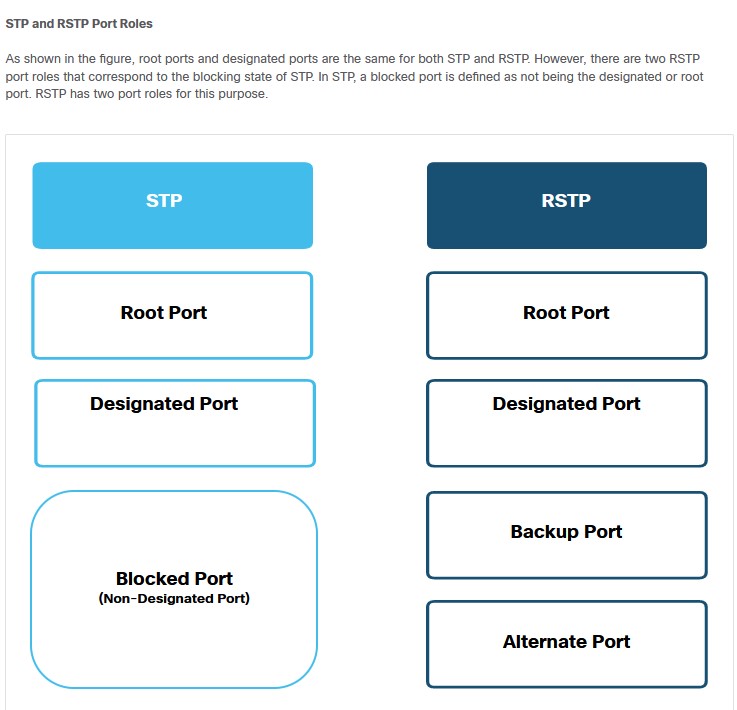 STP and RSTP Port Roles
As shown in the figure, root ports and designated ports are the same for both STP and RSTP. However, there are two RSTP
port roles that correspond to the blocking state of STP. In STP, a blocked port is defined as not being the designated or root
port. RSTP has two port roles for this purpose.
STP
RSTP
Root Port
Root Port
Designated Port
Designated Port
Backup Port
Blocked Port
(Non-Designated Port)
Alternate Port